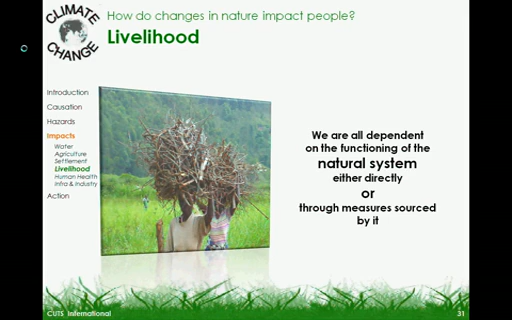 CLIMATE
CHANGE
How do changes in nature impact people?
Livelihood
Introduction
Causation
Hazards
Impacts
Water
Agriculture
Settlement
Livelihood
Human Health
Infra & Industry
Action
We are all dependent
on the functioning of the
natural system
either directly
or
through measures sourced
by it
CUTS International
31